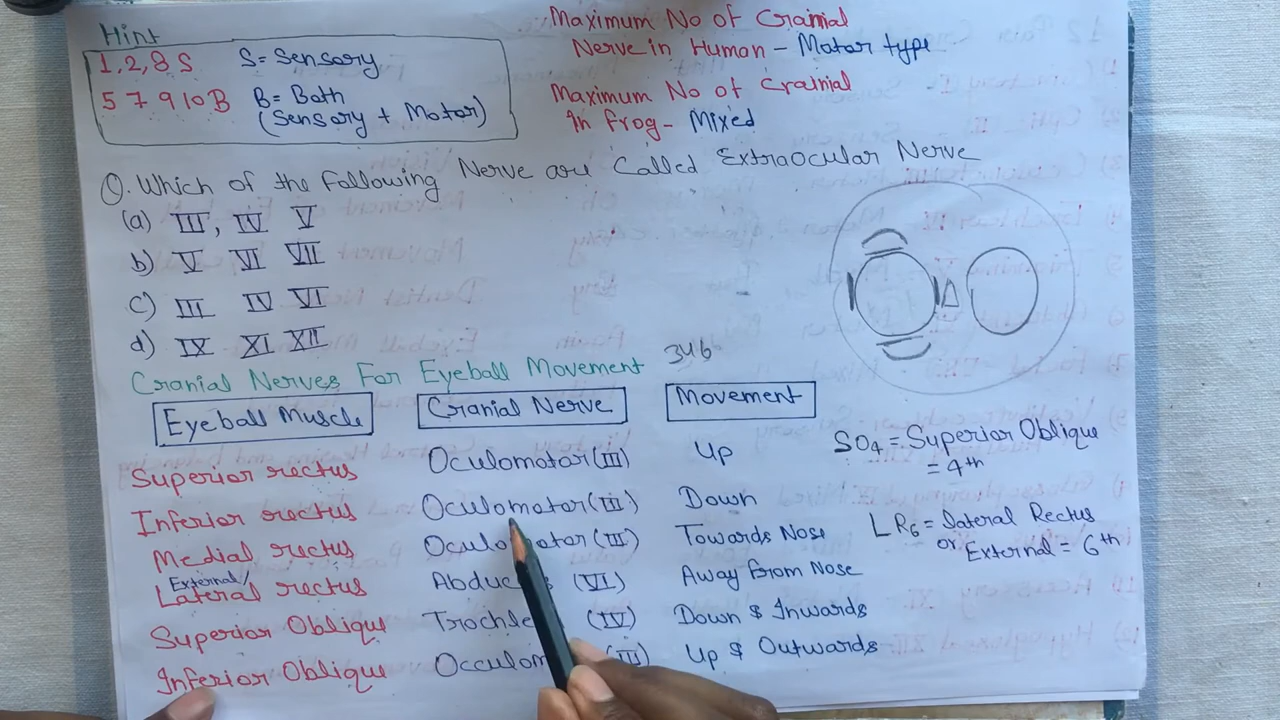 Hint
1,2,8 S S = Sensory
5 7 9 10 B B = Both
(Sensory + Motor)
Maximum No of Cranial
Nerve in Human - Motor type
Maximum No of Cranial
In frog - Mixed
Q. Which of the following Nerve are Called Extraocular Nerve
(a) III, IV V
b) V VI VII
c) III IV VI
d) IX XI XII
Cranial Nerves For Eyeball Movement
346
Eyeball Muscle Cranial Nerve Movement
Superior rectus Oculomotor (III) Up
Inferior rectus Oculomotor (III) Down
Medial rectus (III) Towards Nose
External/
Lateral rectus (VI) Away from Nose
Superior Oblique (IV) Down & Inwards
Inferior Oblique (III) Up & Outwards
SO4 = Superior Oblique
= 4th
LR6 = lateral Rectus
or External = 6th